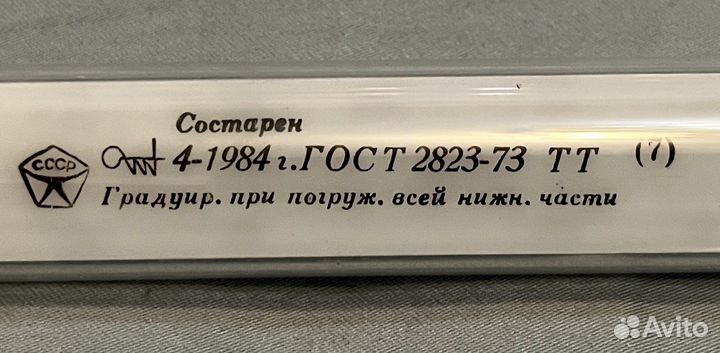 Состарен
СССР
4-1984 г. ГОСТ 2823-73 ТТ (7)
Градуир. при погруж. всей нижн. части
Avito